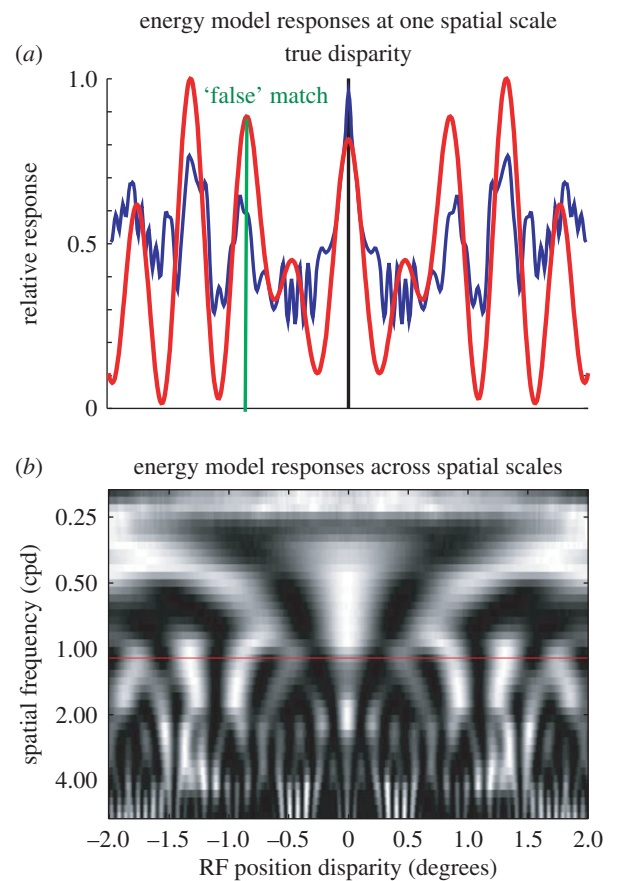 energy model responses at one spatial scale
(a)
true disparity
1.0
'false' match
0.5
0
relative response
(b)
energy model responses across spatial scales
0.25
0.50
1.00
2.00
4.00
spatial frequency (cpd)
–2.0 –1.5 –1.0 –0.5 0 0.5 1.0 1.5 2.0
RF position disparity (degrees)